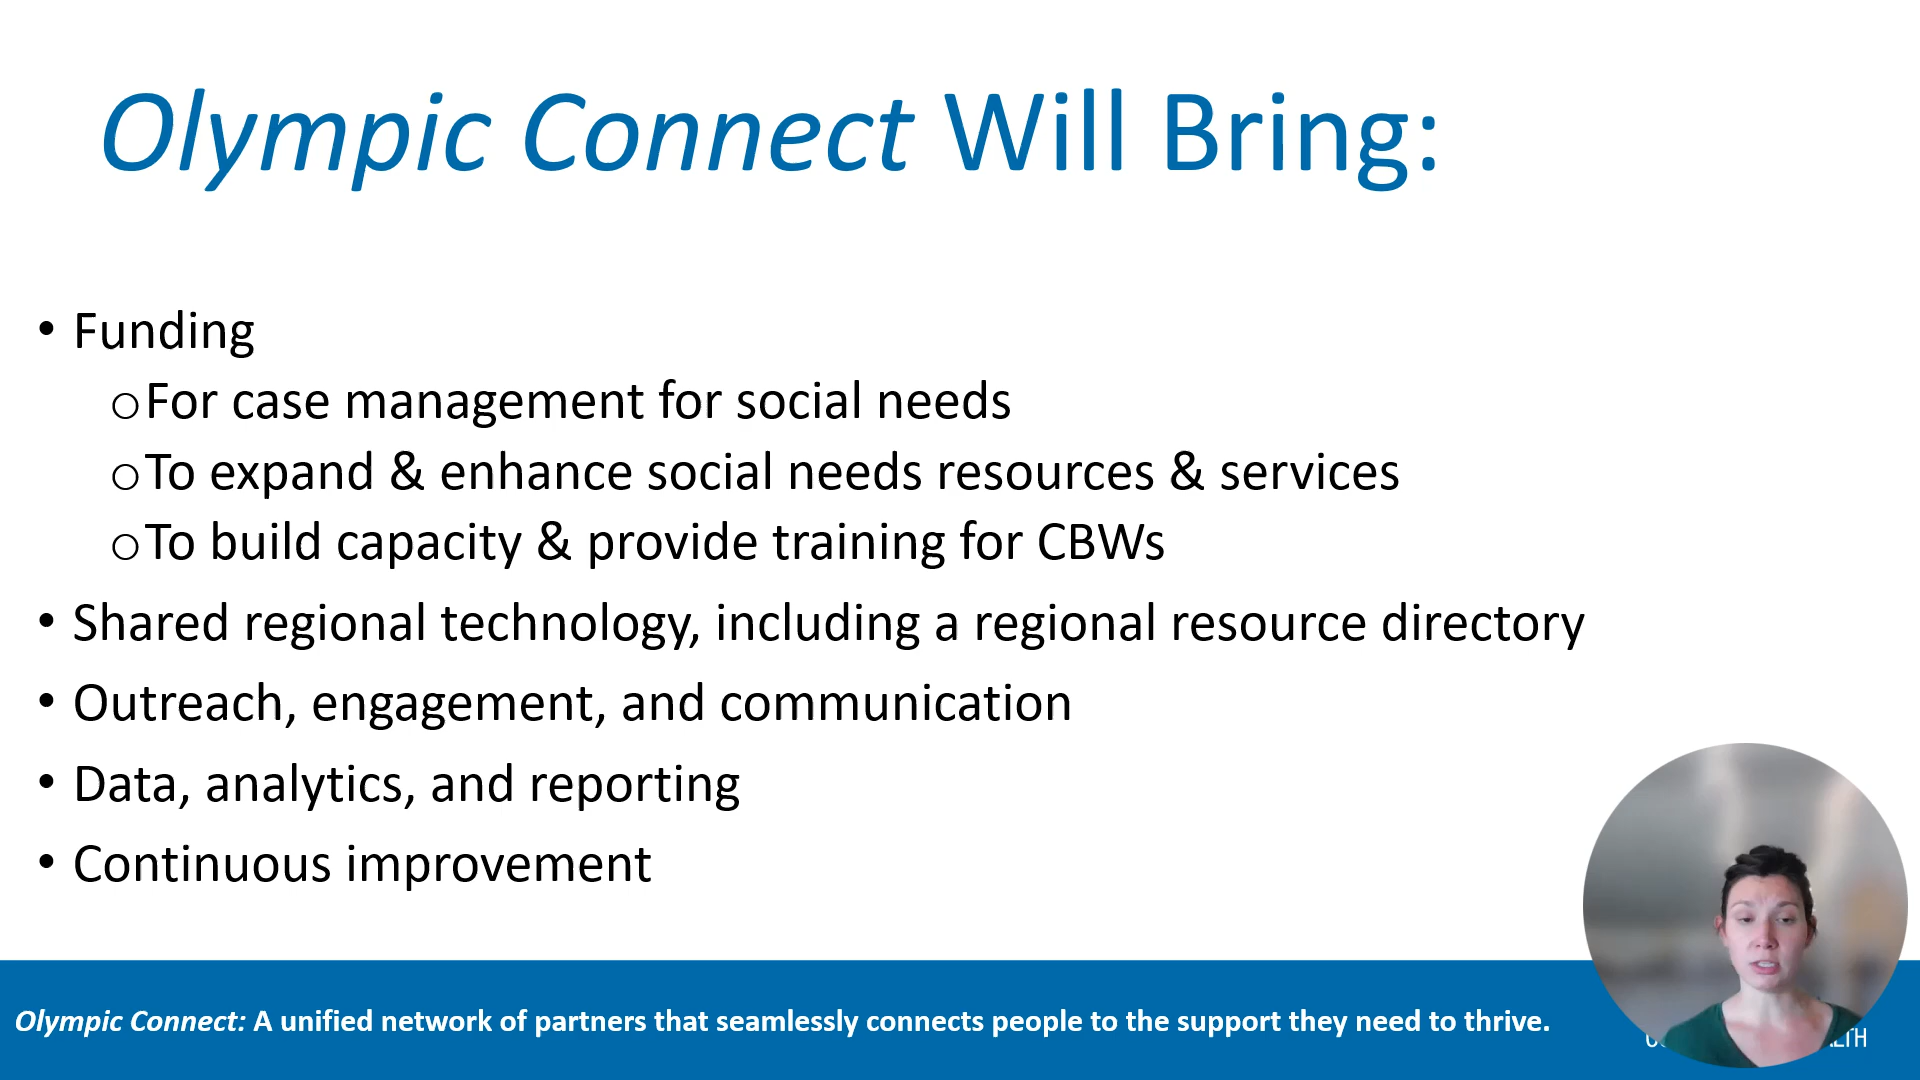 Olympic Connect Will Bring:
• Funding
o For case management for social needs
o To expand & enhance social needs resources & services
o To build capacity & provide training for CBWs
• Shared regional technology, including a regional resource directory
• Outreach, engagement, and communication
• Data, analytics, and reporting
• Continuous improvement
Olympic Connect: A unified network of partners that seamlessly connects people to the support they need to thrive.